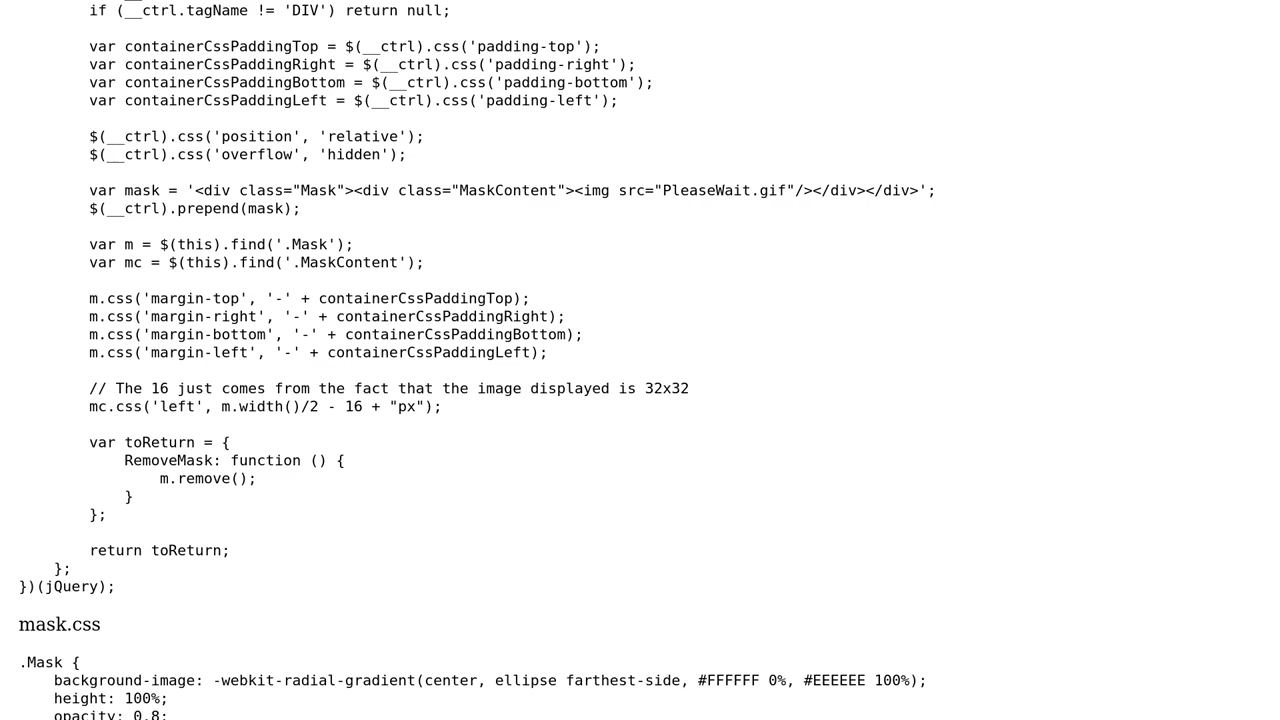 if (__ctrl.tagName != 'DIV') return null;
var containerCssPaddingTop = $(__ctrl).css('padding-top');
var containerCssPaddingRight = $(__ctrl).css('padding-right');
var containerCssPaddingBottom = $(__ctrl).css('padding-bottom');
var containerCssPaddingLeft = $(__ctrl).css('padding-left');
$(__ctrl).css('position', 'relative');
$(__ctrl).css('overflow', 'hidden');
var mask = '<div class="Mask"><div class="MaskContent"><img src="PleaseWait.gif"/></div></div>';
$(__ctrl).prepend(mask);
var m = $(this).find('.Mask');
var mc = $(this).find('.MaskContent');
m.css('margin-top', '-' + containerCssPaddingTop);
m.css('margin-right', '-' + containerCssPaddingRight);
m.css('margin-bottom', '-' + containerCssPaddingBottom);
m.css('margin-left', '-' + containerCssPaddingLeft);
// The 16 just comes from the fact that the image displayed is 32x32
mc.css('left', m.width()/2 - 16 + "px");
var toReturn = {
RemoveMask: function () {
m.remove();
}
};
return toReturn;
};
})(jQuery);
mask.css
.Mask {
background-image: -webkit-radial-gradient(center, ellipse farthest-side, #FFFFFF 0%, #EEEEEE 100%);
height: 100%;
opacity: 0.8;